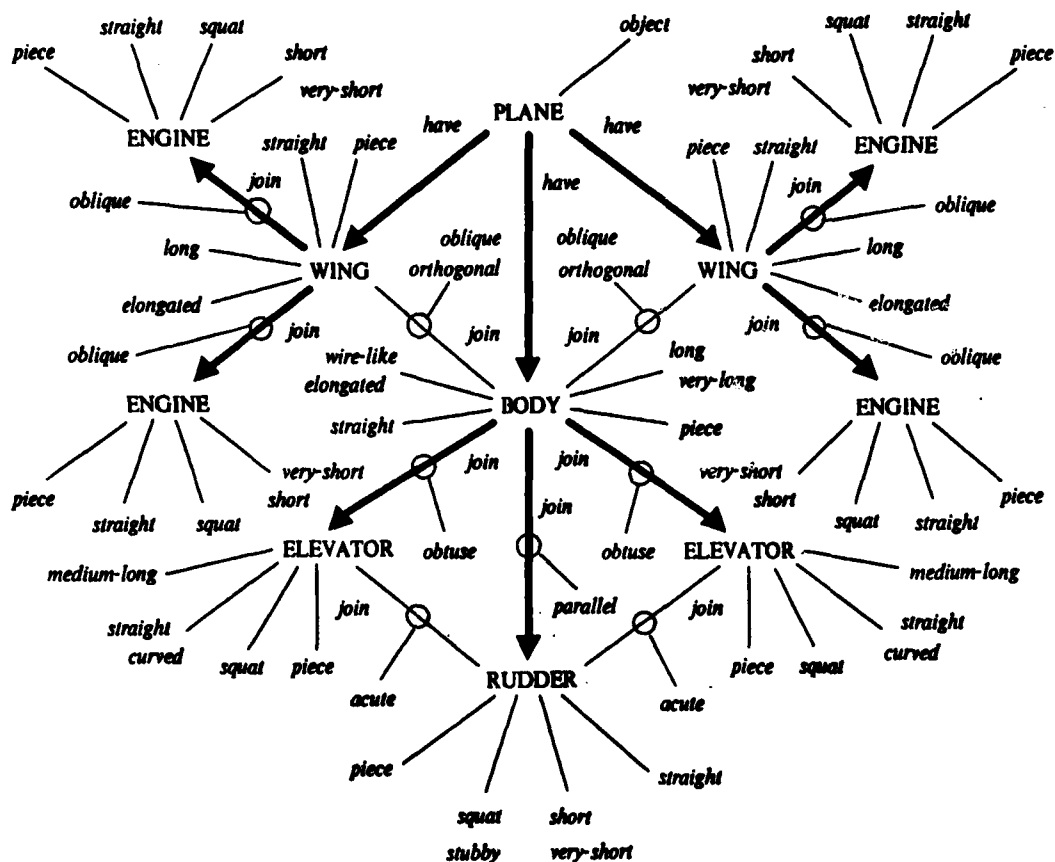 straight squat object squat straight
piece short short piece
very-short PLANE very-short
ENGINE have have ENGINE
straight piece piece straight
join have join
oblique oblique oblique oblique
long orthogonal orthogonal long
WING WING
elongated elongated
join join join join
oblique wire-like long oblique
elongated very-long
ENGINE BODY ENGINE
straight piece
very-short join join very-short
piece short short piece
straight squat join squat straight
ELEVATOR obtuse obtuse ELEVATOR
medium-long medium-long
join parallel join
straight straight
curved curved
squat piece piece squat
RUDDER
acute acute
piece straight
squat short
stubby very-short